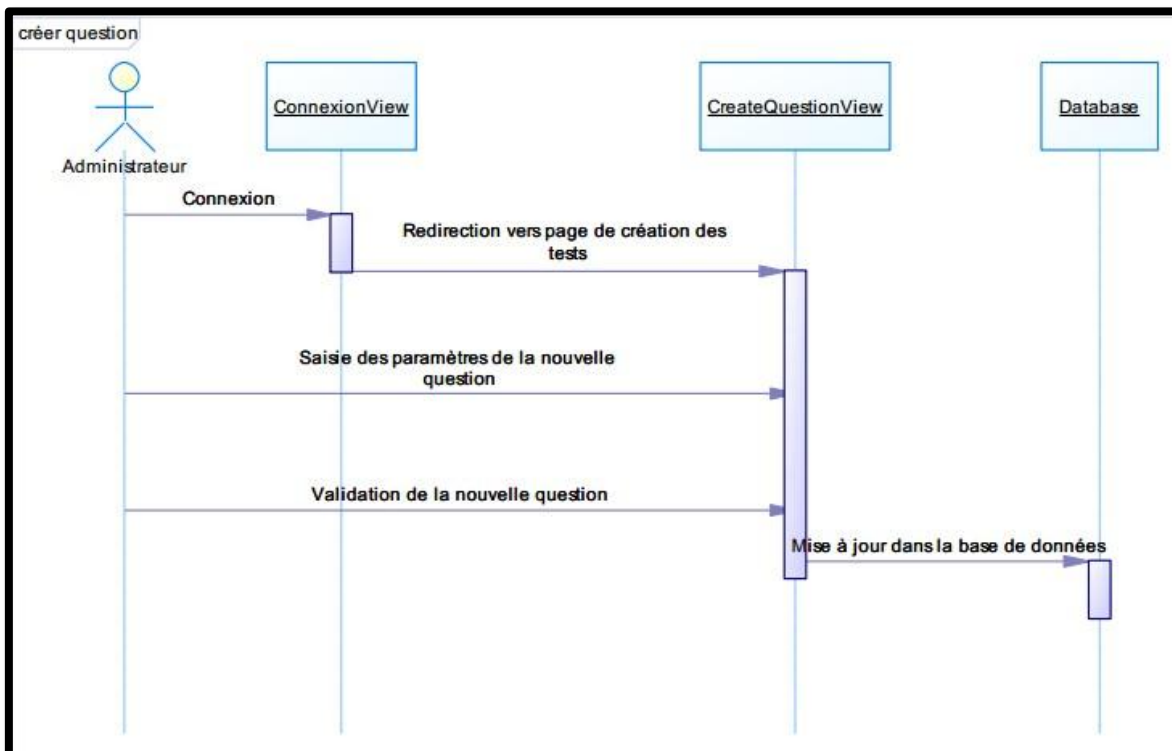 créer question
ConnexionView
CreateQuestionView
Database
Administrateur
Connexion
Redirection vers page de création des
tests
Saisie des paramètres de la nouvelle
question
Validation de la nouvelle question
Mise à jour dans la base de données